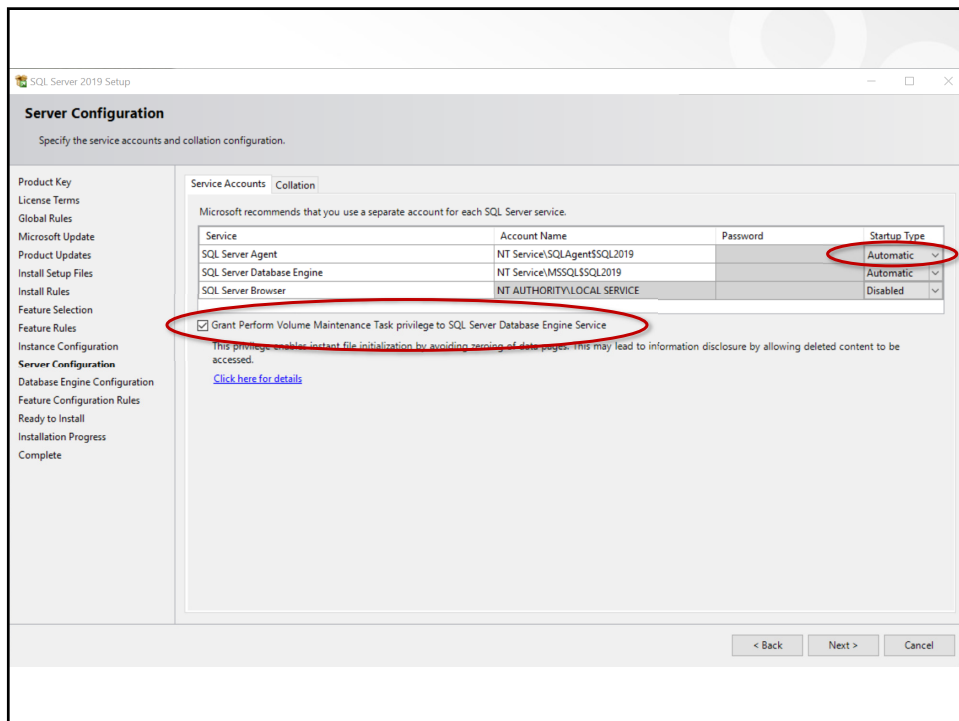 SQL Server 2019 Setup
Server Configuration
Specify the service accounts and collation configuration.
Product Key
License Terms
Global Rules
Microsoft Update
Product Updates
Install Setup Files
Install Rules
Feature Selection
Feature Rules
Instance Configuration
Server Configuration
Database Engine Configuration
Feature Configuration Rules
Ready to Install
Installation Progress
Complete
Service Accounts Collation
Microsoft recommends that you use a separate account for each SQL Server service.
Service Account Name Password Startup Type
SQL Server Agent NT Service\SQLAgent$SQL2019 Automatic
SQL Server Database Engine NT Service\MSSQL$SQL2019 Automatic
SQL Server Browser NT AUTHORITY\LOCAL SERVICE Disabled
Grant Perform Volume Maintenance Task privilege to SQL Server Database Engine Service
This privilege enables instant file initialization by avoiding zeroing of data pages. This may lead to information disclosure by allowing deleted content to be
accessed.
Click here for details
< Back Next > Cancel